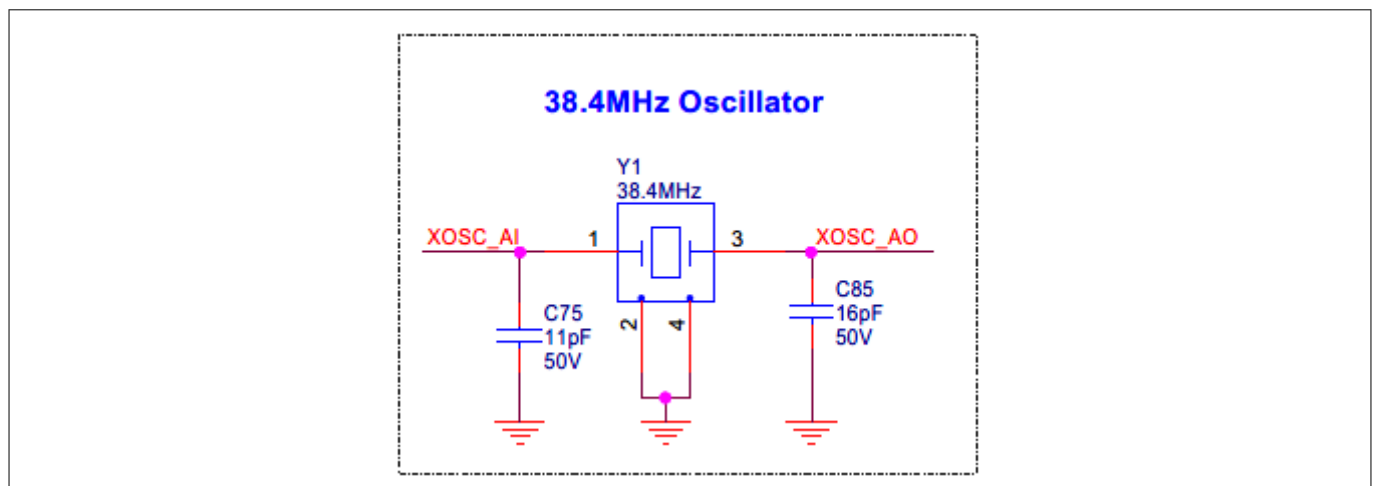 38.4MHz Oscillator
Y1
38.4MHz
XOSC_AI
1
3
XOSC_AO
C75
11pF
50V
2
4
C85
16pF
50V